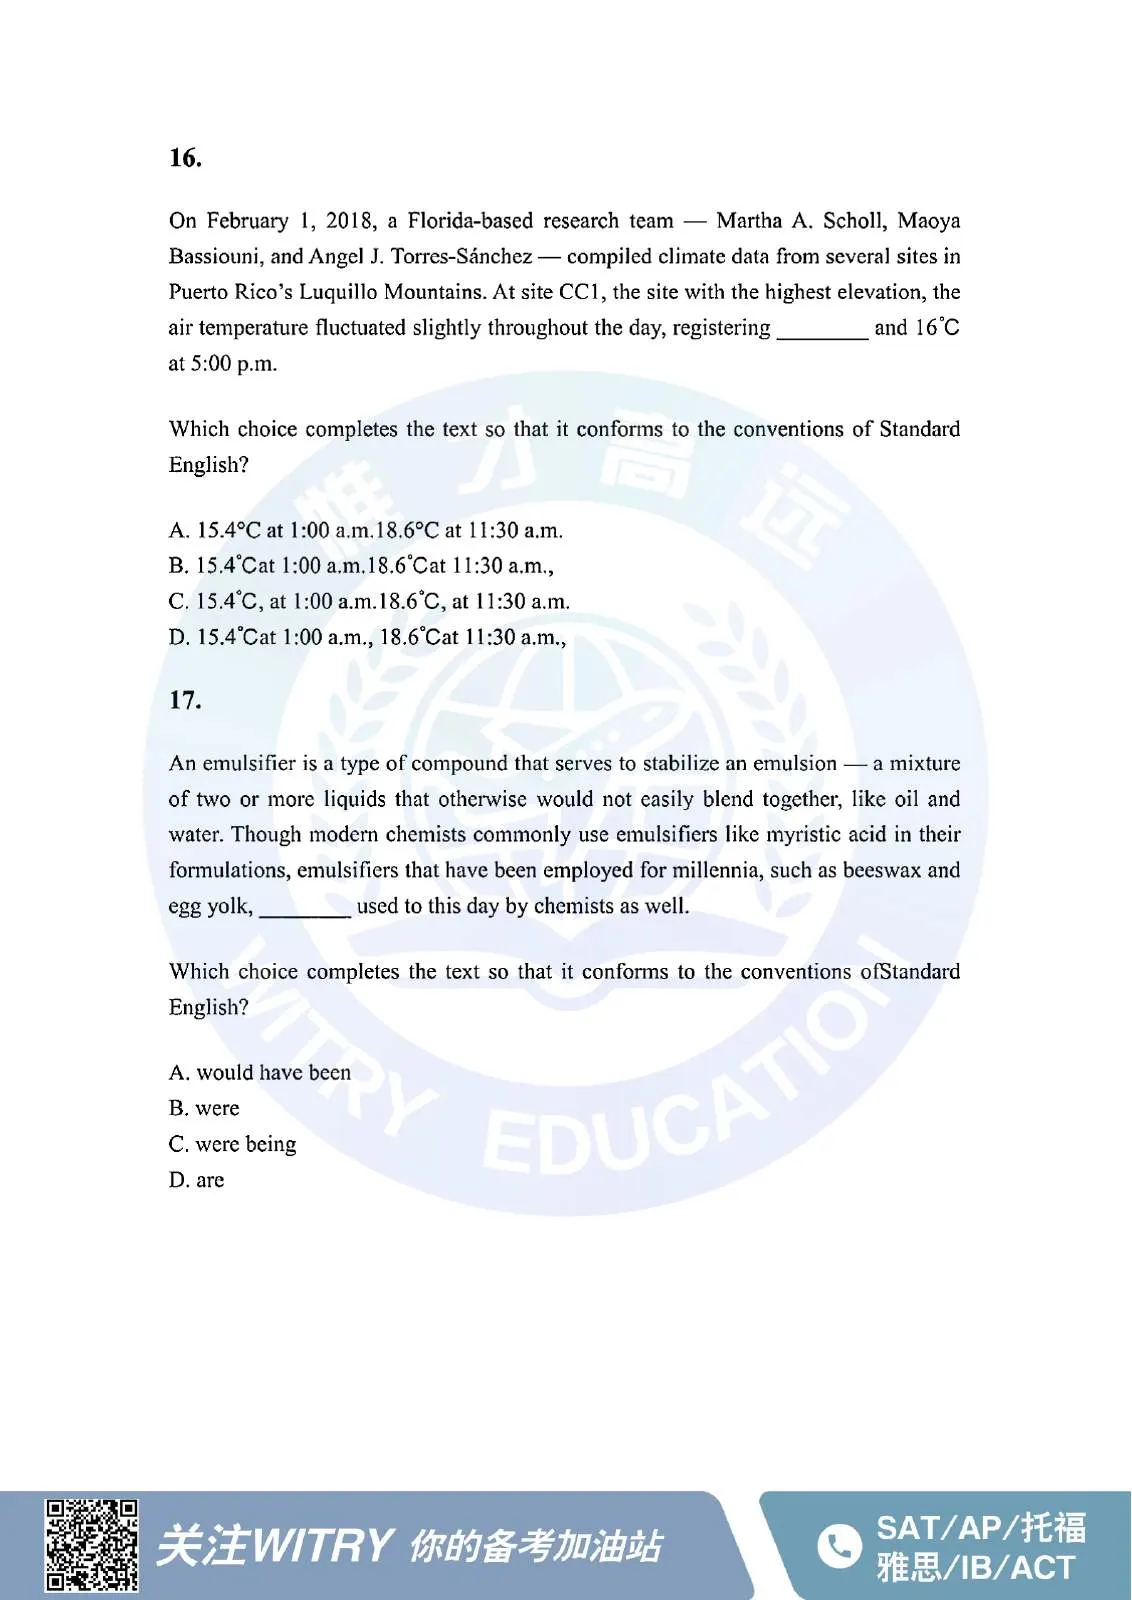 16.
On February 1, 2018, a Florida-based research team — Martha A. Scholl, Maoya
Bassiouni, and Angel J. Torres-Sánchez — compiled climate data from several sites in
Puerto Rico's Luquillo Mountains. At site CC1, the site with the highest elevation, the
air temperature fluctuated slightly throughout the day, registering ________ and 16°C
at 5:00 p.m.
Which choice completes the text so that it conforms to the conventions of Standard
English?
A. 15.4°C at 1:00 a.m.18.6°C at 11:30 a.m.
B. 15.4°Cat 1:00 a.m.18.6°Cat 11:30 a.m.,
C. 15.4°C, at 1:00 a.m.18.6°C, at 11:30 a.m.
D. 15.4°Cat 1:00 a.m., 18.6°Cat 11:30 a.m.,
17.
An emulsifier is a type of compound that serves to stabilize an emulsion — a mixture
of two or more liquids that otherwise would not easily blend together, like oil and
water. Though modern chemists commonly use emulsifiers like myristic acid in their
formulations, emulsifiers that have been employed for millennia, such as beeswax and
egg yolk, ________ used to this day by chemists as well.
Which choice completes the text so that it conforms to the conventions ofStandard
English?
A. would have been
B. were
C. were being
D. are
惟才高远
WITRY EDUCATION
关注WITRY 你的备考加油站
SAT/AP/托福
雅思/IB/ACT